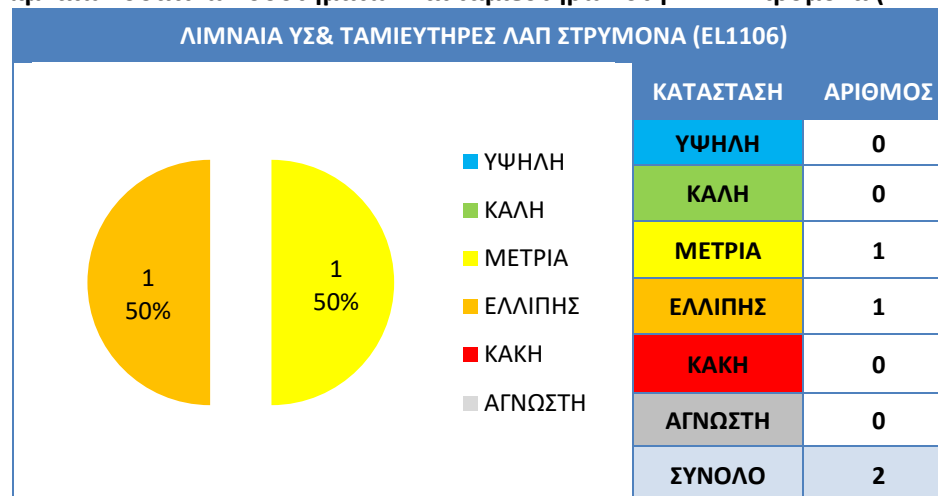 ΛΙΜΝΑΙΑ ΥΣ& ΤΑΜΙΕΥΤΗΡΕΣ ΛΑΠ ΣΤΡΥΜΟΝΑ (EL1106)
1
50%
1
50%
ΥΨΗΛΗ
ΚΑΛΗ
ΜΕΤΡΙΑ
ΕΛΛΙΠΗΣ
ΚΑΚΗ
ΑΓΝΩΣΤΗ
ΚΑΤΑΣΤΑΣΗ ΑΡΙΘΜΟΣ
ΥΨΗΛΗ 0
ΚΑΛΗ 0
ΜΕΤΡΙΑ 1
ΕΛΛΙΠΗΣ 1
ΚΑΚΗ 0
ΑΓΝΩΣΤΗ 0
ΣΥΝΟΛΟ 2